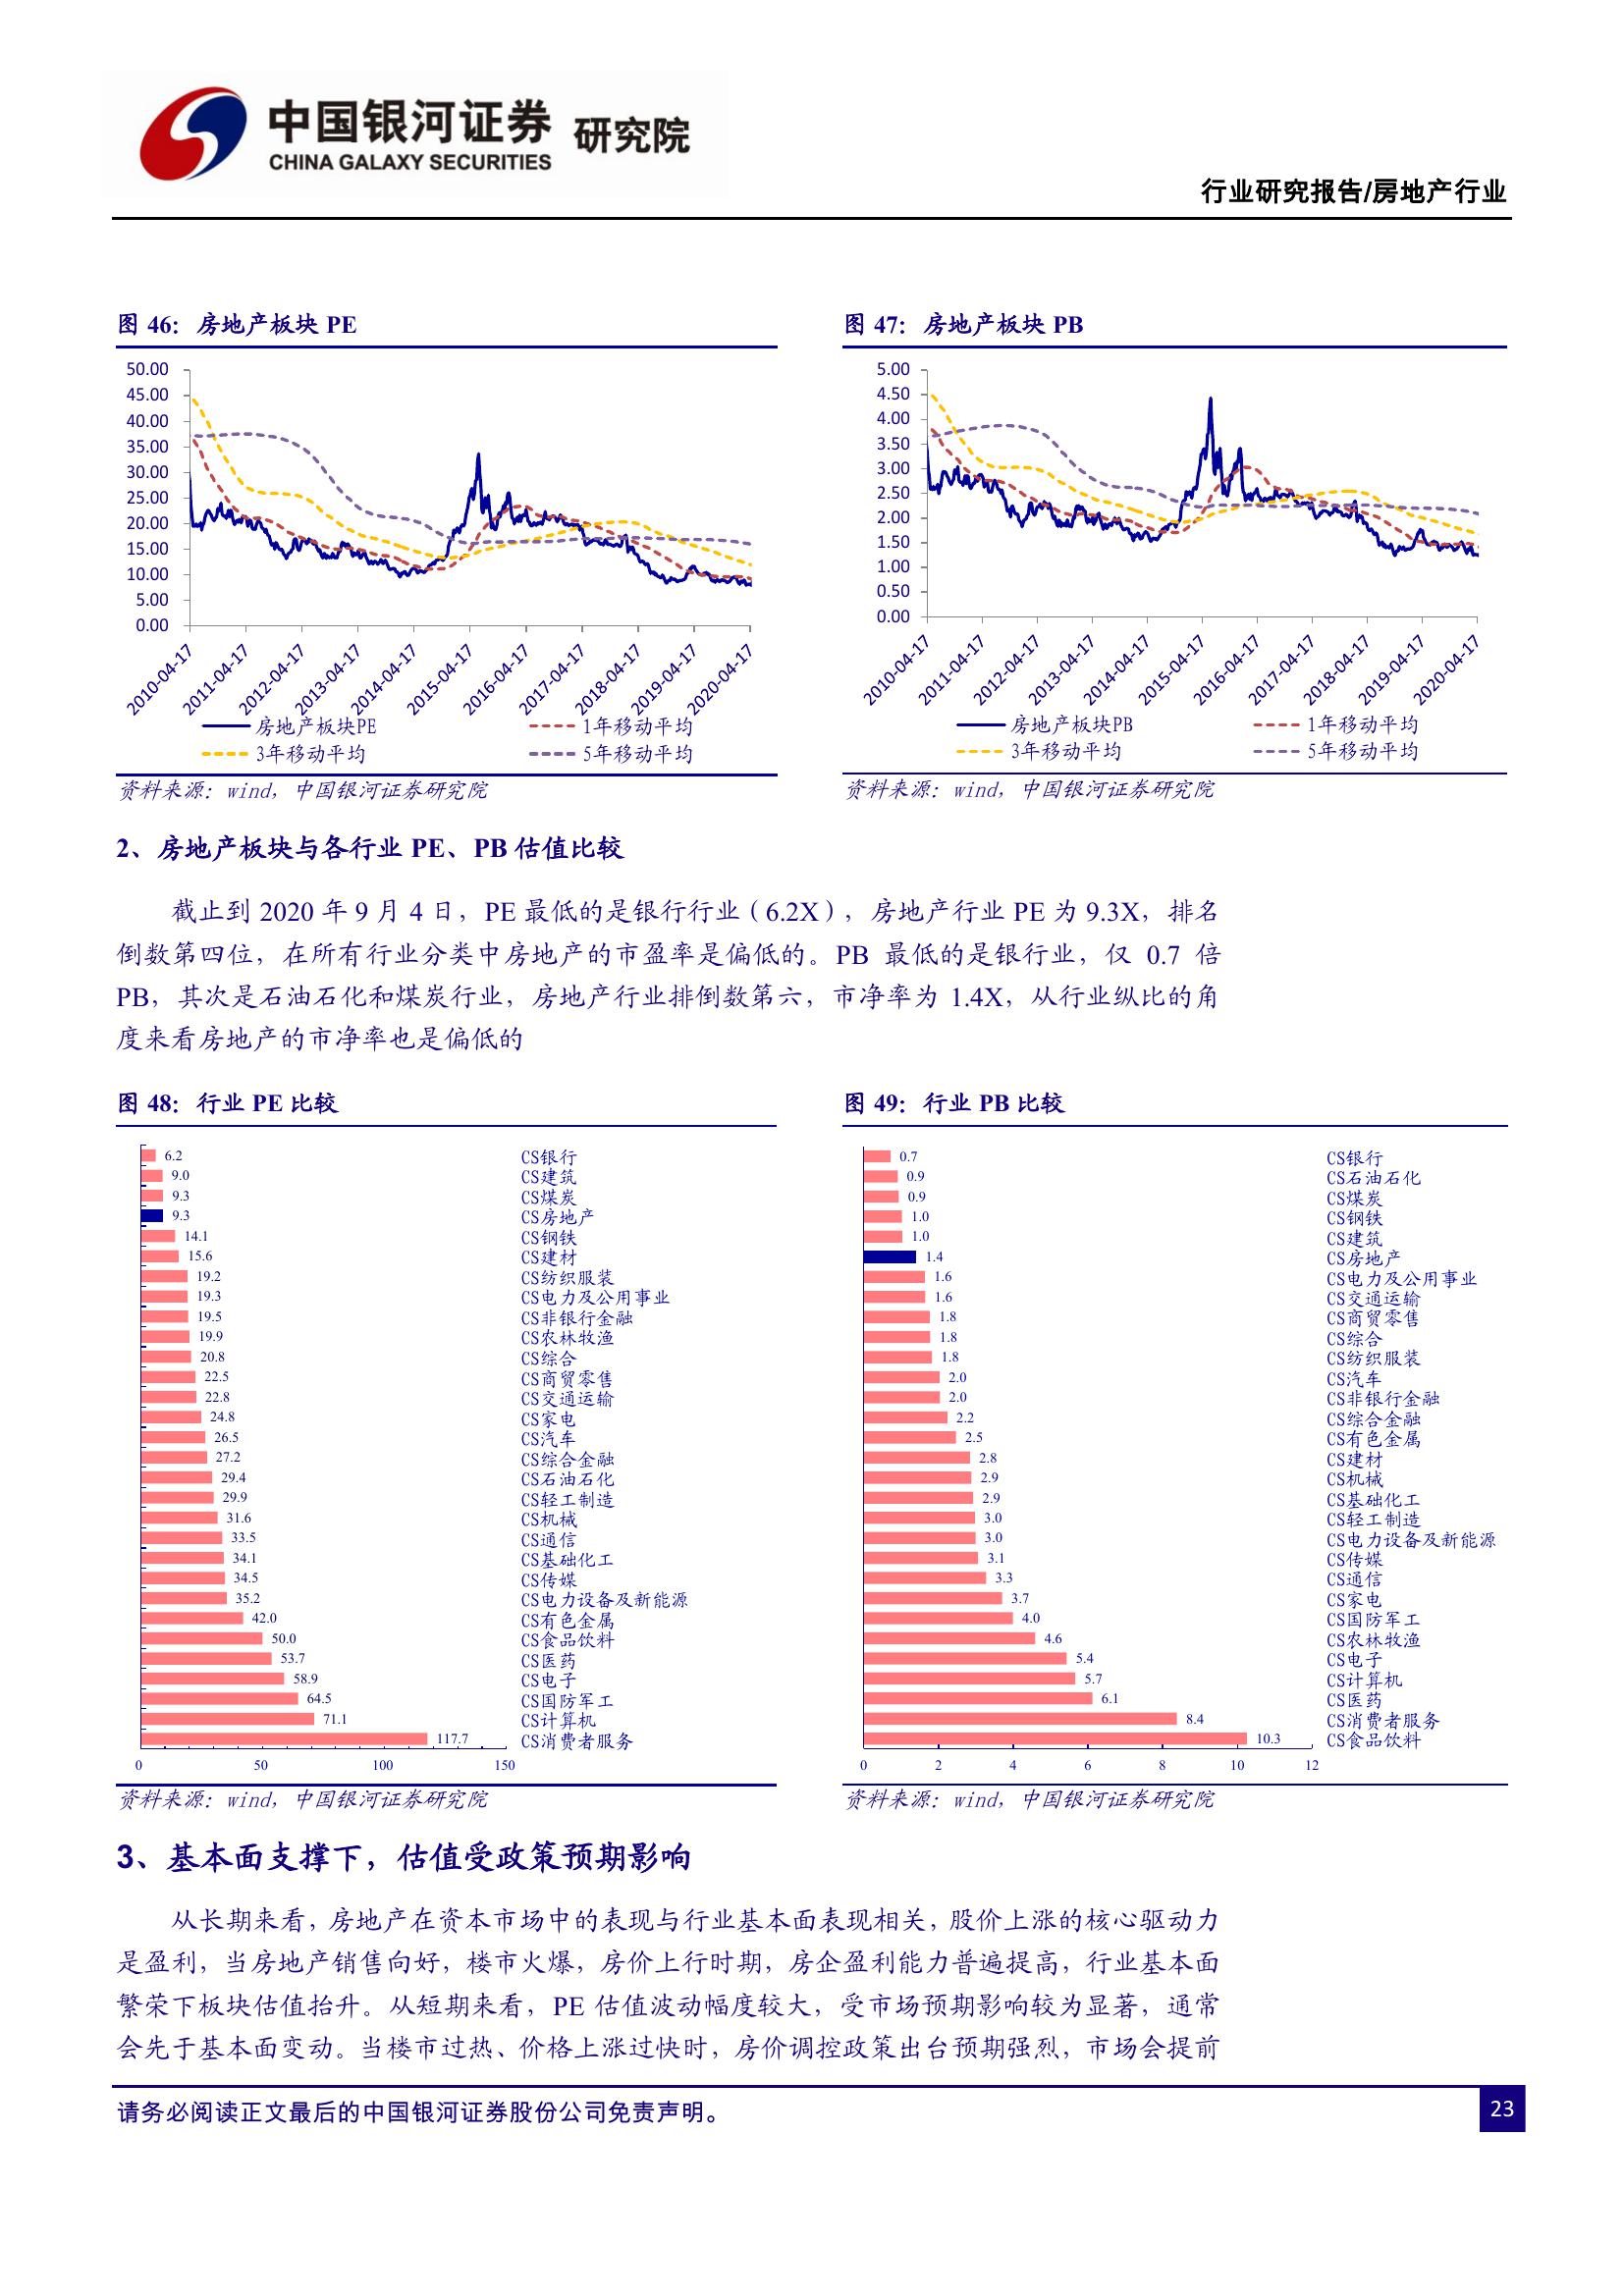 中国银河证券 研究院
CHINA GALAXY SECURITIES
行业研究报告/房地产行业
图 46：房地产板块 PE
50.00
45.00
40.00
35.00
30.00
25.00
20.00
15.00
10.00
5.00
0.00
2010-04-17
2011-04-17
2012-04-17
2013-04-17
2014-04-17
2015-04-17
2016-04-17
2017-04-17
2018-04-17
2019-04-17
2020-04-17
房地产板块PE
1年移动平均
3年移动平均
5年移动平均
资料来源：wind，中国银河证券研究院
图 47：房地产板块 PB
5.00
4.50
4.00
3.50
3.00
2.50
2.00
1.50
1.00
0.50
0.00
2010-04-17
2011-04-17
2012-04-17
2013-04-17
2014-04-17
2015-04-17
2016-04-17
2017-04-17
2018-04-17
2019-04-17
2020-04-17
房地产板块PB
1年移动平均
3年移动平均
5年移动平均
资料来源：wind，中国银河证券研究院
2、房地产板块与各行业 PE、PB 估值比较
截止到 2020 年 9 月 4 日，PE 最低的是银行行业（6.2X），房地产行业 PE 为 9.3X，排名
倒数第四位，在所有行业分类中房地产的市盈率是偏低的。PB 最低的是银行业，仅 0.7 倍
PB，其次是石油石化和煤炭行业，房地产行业排倒数第六，市净率为 1.4X，从行业纵比的角
度来看房地产的市净率也是偏低的
图 48：行业 PE 比较
6.2 CS银行
9.0 CS建筑
9.3 CS煤炭
9.3 CS房地产
14.1 CS钢铁
15.6 CS建材
19.2 CS纺织服装
19.3 CS电力及公用事业
19.5 CS非银行金融
19.9 CS农林牧渔
20.8 CS综合
22.5 CS商贸零售
22.8 CS交通运输
24.8 CS家电
26.5 CS汽车
27.2 CS综合金融
29.4 CS石油石化
29.9 CS轻工制造
31.6 CS机械
33.5 CS通信
34.1 CS基础化工
34.5 CS传媒
35.2 CS电力设备及新能源
42.0 CS有色金属
50.0 CS食品饮料
53.7 CS医药
58.9 CS电子
64.5 CS国防军工
71.1 CS计算机
117.7 CS消费者服务
0 50 100 150
资料来源：wind，中国银河证券研究院
图 49：行业 PB 比较
0.7 CS银行
0.9 CS石油石化
0.9 CS煤炭
1.0 CS钢铁
1.0 CS建筑
1.4 CS房地产
1.6 CS电力及公用事业
1.6 CS交通运输
1.8 CS商贸零售
1.8 CS综合
1.8 CS纺织服装
2.0 CS汽车
2.0 CS非银行金融
2.2 CS综合金融
2.5 CS有色金属
2.8 CS建材
2.9 CS机械
2.9 CS基础化工
3.0 CS轻工制造
3.0 CS电力设备及新能源
3.1 CS传媒
3.3 CS通信
3.7 CS家电
4.0 CS国防军工
4.6 CS农林牧渔
5.4 CS电子
5.7 CS计算机
6.1 CS医药
8.4 CS消费者服务
10.3 CS食品饮料
0 2 4 6 8 10 12
资料来源：wind，中国银河证券研究院
3、基本面支撑下，估值受政策预期影响
从长期来看，房地产在资本市场中的表现与行业基本面表现相关，股价上涨的核心驱动力
是盈利，当房地产销售向好，楼市火爆，房价上行时期，房企盈利能力普遍提高，行业基本面
繁荣下板块估值抬升。从短期来看，PE 估值波动幅度较大，受市场预期影响较为显著，通常
会先于基本面变动。当楼市过热、价格上涨过快时，房价调控政策出台预期强烈，市场会提前
请务必阅读正文最后的中国银河证券股份公司免责声明。
23